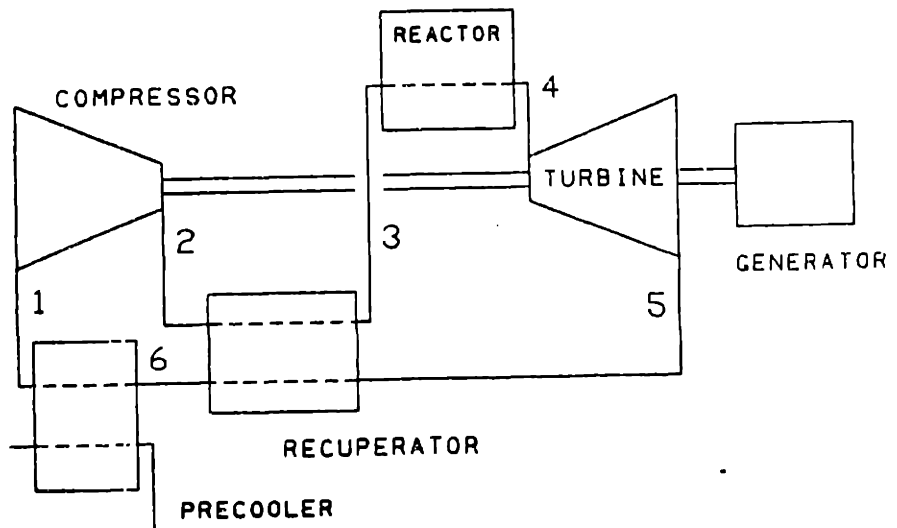 REACTOR
4
COMPRESSOR
TURBINE
2
3
GENERATOR
1
5
6
RECUPERATOR
PRECOOLER